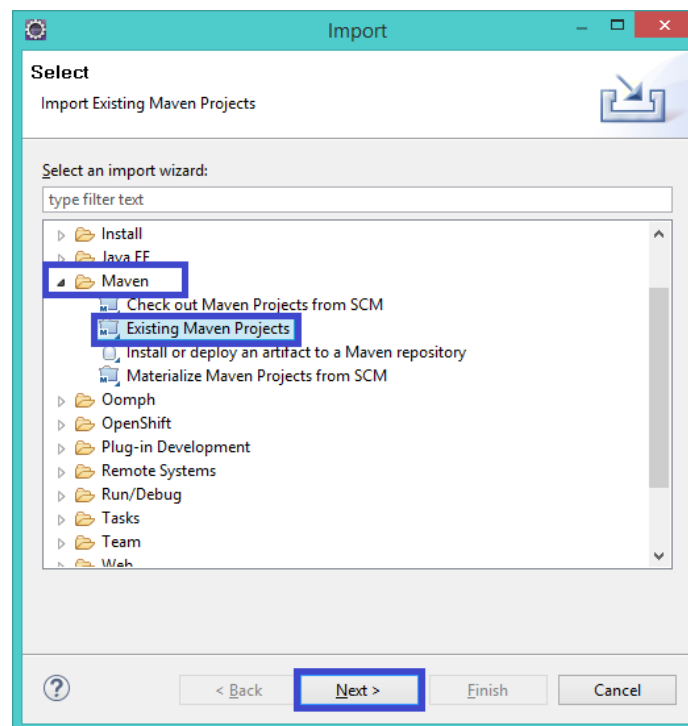 Import
Select
Import Existing Maven Projects
Select an import wizard:
type filter text
Install
Java EE
Maven
Check out Maven Projects from SCM
Existing Maven Projects
Install or deploy an artifact to a Maven repository
Materialize Maven Projects from SCM
Oomph
OpenShift
Plug-in Development
Remote Systems
Run/Debug
Tasks
Team
Web
< Back Next > Finish Cancel